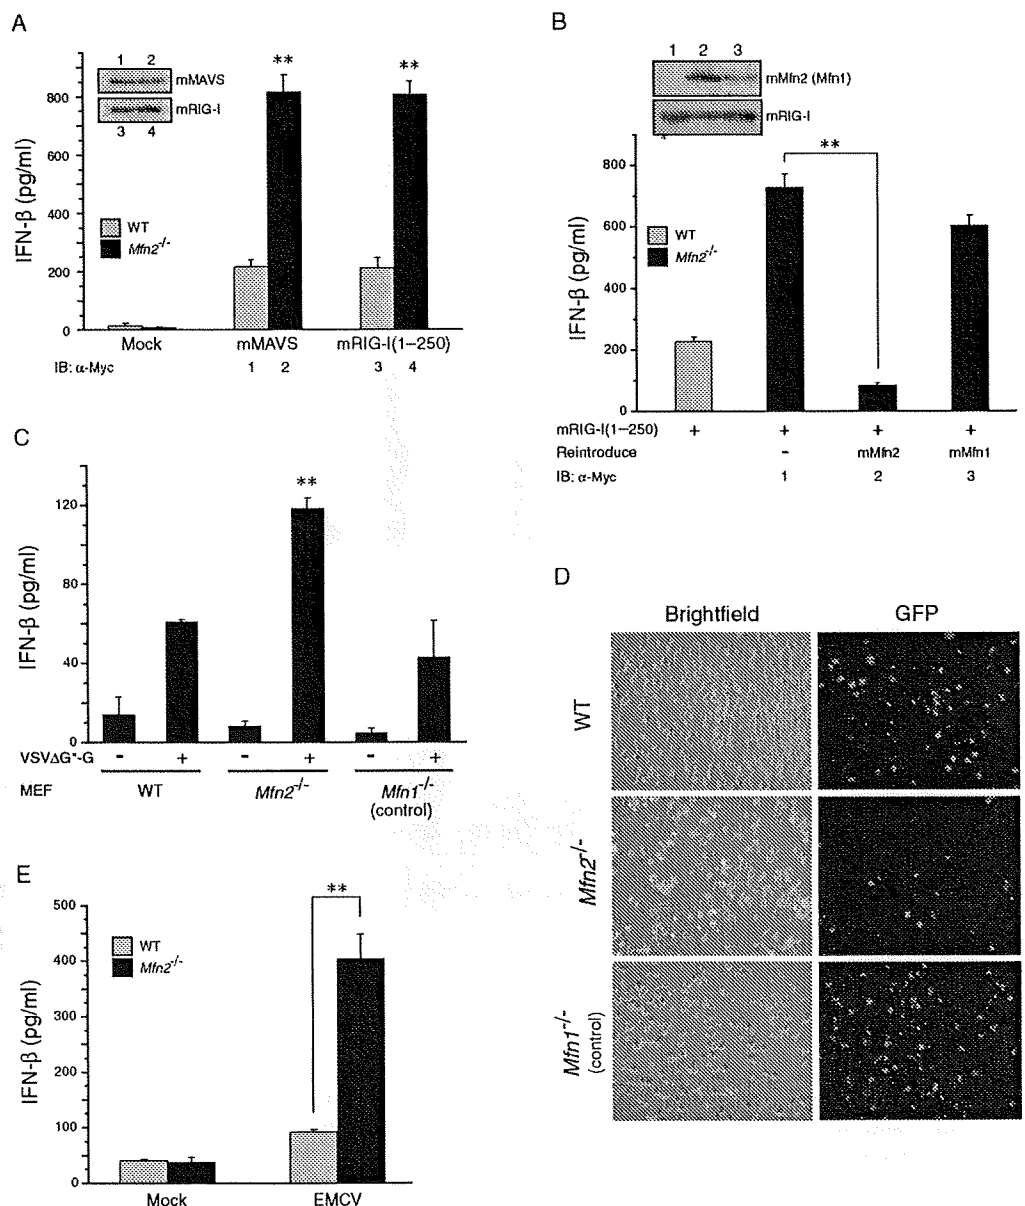 A
IFN-β (pg/ml)
800
600
400
200
0
1 2
mMAVS
mRIG-I
3 4
WT
Mfn2-/-
**
**
Mock mMAVS mRIG-I(1–250)
IB: α-Myc 1 2 3 4
B
1 2 3
mMfn2 (Mfn1)
mRIG-I
IFN-β (pg/ml)
800
600
400
200
0
WT
Mfn2-/-
**
mRIG-I(1–250) + + + +
Reintroduce - mMfn2 mMfn1
IB: α-Myc 1 2 3
C
IFN-β (pg/ml)
120
80
40
0
**
VSVΔG*-G - + - + - +
MEF WT Mfn2-/- Mfn1-/-
(control)
D
Brightfield GFP
WT
Mfn2-/-
Mfn1-/-
(control)
E
IFN-β (pg/ml)
500
400
300
200
100
0
WT
Mfn2-/-
**
Mock EMCV